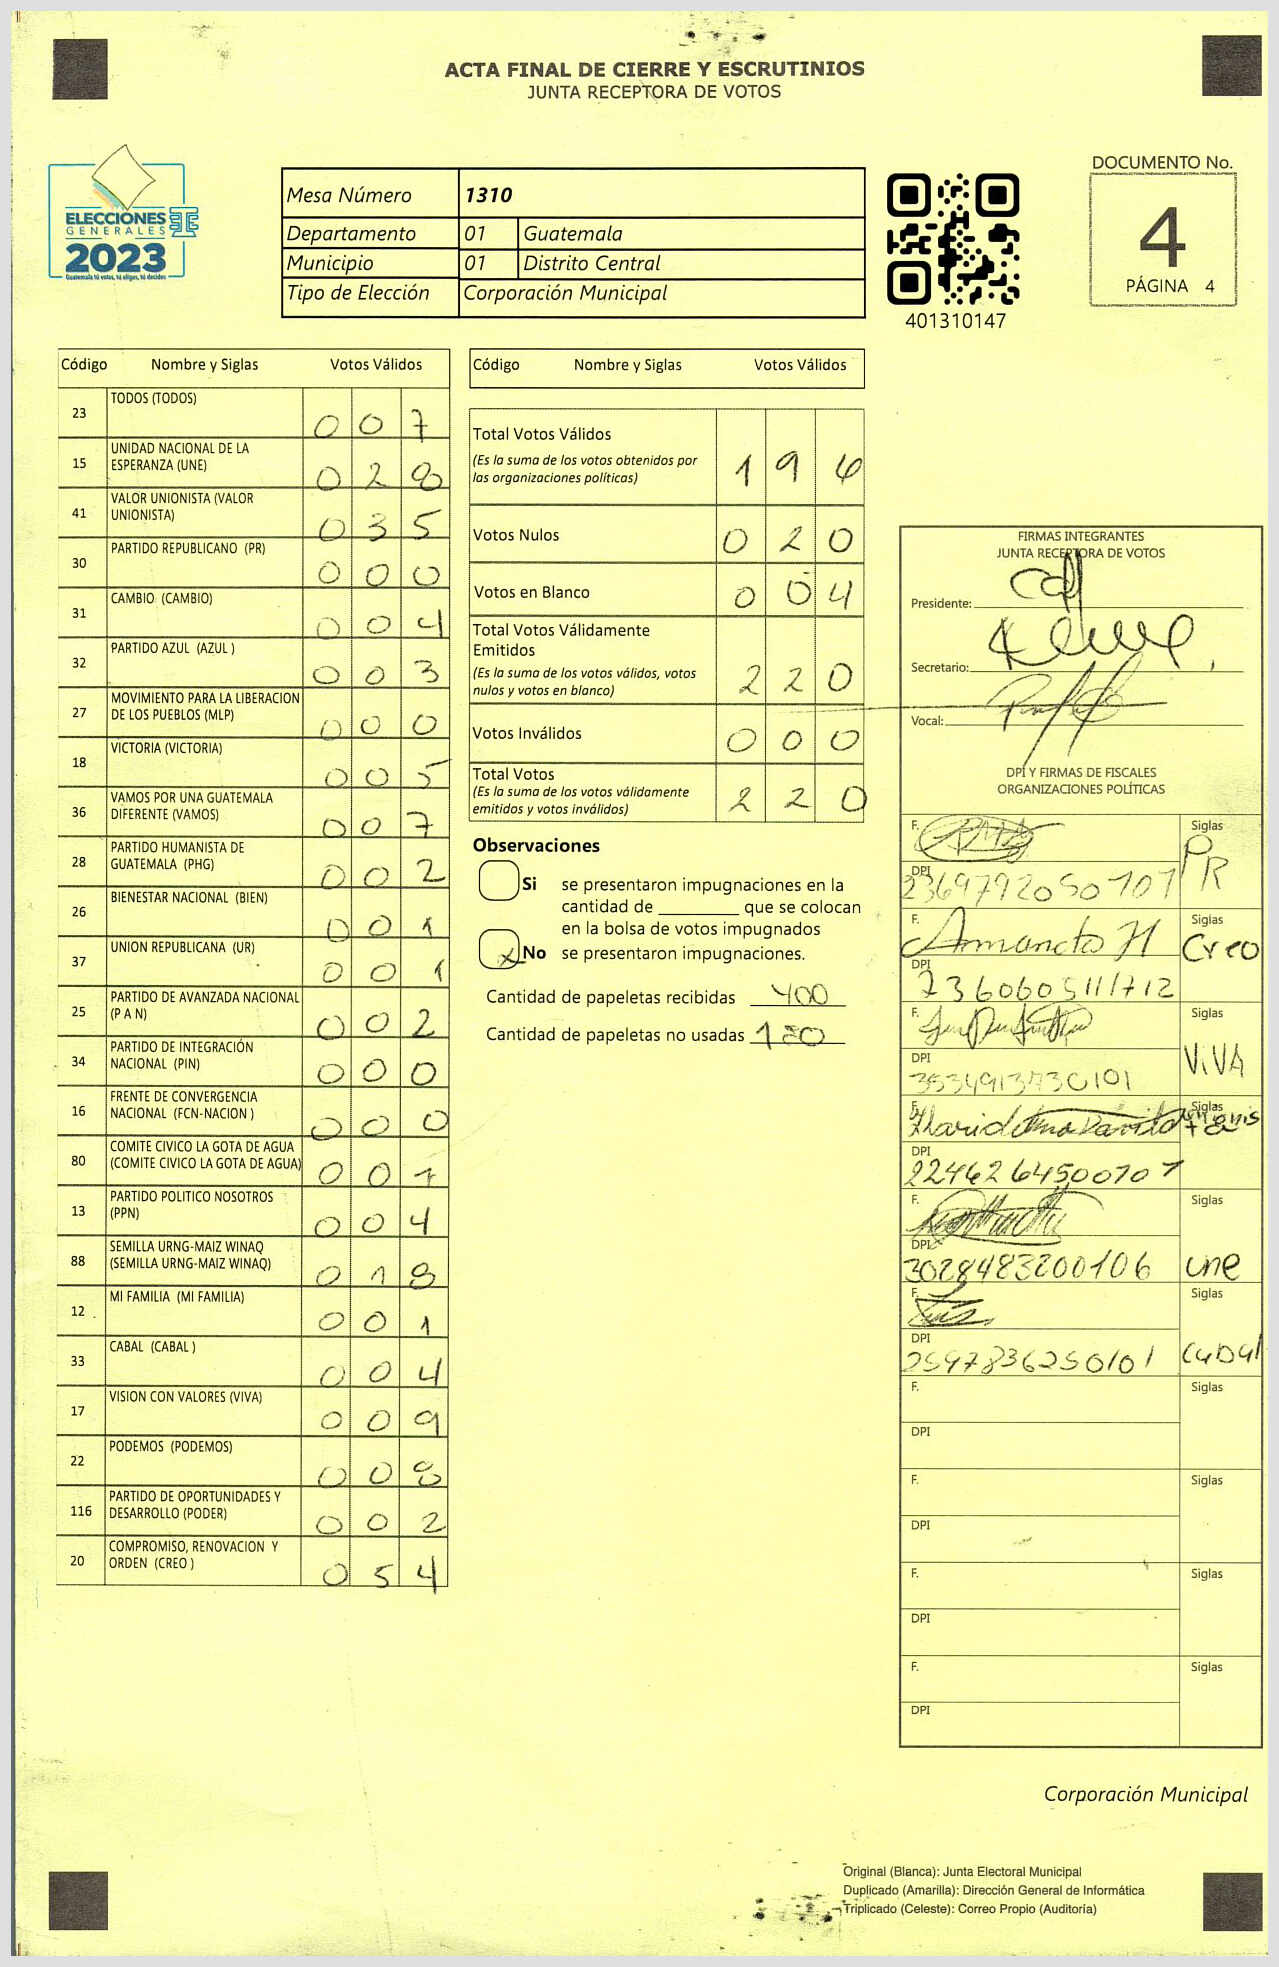 ACTA FINAL DE CIERRE Y ESCRUTINIOS
JUNTA RECEPTORA DE VOTOS
ELECCIONES
GENERALES
2023
Guatemala tú votas, tú eliges, tú decides
Mesa Número 1310
Departamento 01 Guatemala
Municipio 01 Distrito Central
Tipo de Elección Corporación Municipal
401310147
DOCUMENTO No.
4
PÁGINA 4
Código Nombre y Siglas Votos Válidos
23 TODOS (TODOS) 0 0 7
15 UNIDAD NACIONAL DE LA
ESPERANZA (UNE) 0 2 8
41 VALOR UNIONISTA (VALOR
UNIONISTA) 0 3 5
30 PARTIDO REPUBLICANO (PR) 0 0 0
31 CAMBIO (CAMBIO) 0 0 4
32 PARTIDO AZUL (AZUL ) 0 0 3
27 MOVIMIENTO PARA LA LIBERACION
DE LOS PUEBLOS (MLP) 0 0 0
18 VICTORIA (VICTORIA) 0 0 5
36 VAMOS POR UNA GUATEMALA
DIFERENTE (VAMOS) 0 0 7
28 PARTIDO HUMANISTA DE
GUATEMALA (PHG) 0 0 2
26 BIENESTAR NACIONAL (BIEN) 0 0 1
37 UNION REPUBLICANA (UR) 0 0 1
25 PARTIDO DE AVANZADA NACIONAL
(P A N) 0 0 2
34 PARTIDO DE INTEGRACIÓN
NACIONAL (PIN) 0 0 0
16 FRENTE DE CONVERGENCIA
NACIONAL (FCN-NACION ) 0 0 0
80 COMITE CIVICO LA GOTA DE AGUA
(COMITE CIVICO LA GOTA DE AGUA) 0 0 1
13 PARTIDO POLITICO NOSOTROS
(PPN) 0 0 4
88 SEMILLA URNG-MAIZ WINAQ
(SEMILLA URNG-MAIZ WINAQ) 0 1 8
12 MI FAMILIA (MI FAMILIA) 0 0 1
33 CABAL (CABAL ) 0 0 4
17 VISION CON VALORES (VIVA) 0 0 9
22 PODEMOS (PODEMOS) 0 0 8
116 PARTIDO DE OPORTUNIDADES Y
DESARROLLO (PODER) 0 0 2
20 COMPROMISO, RENOVACION Y
ORDEN (CREO ) 0 5 4
Código Nombre y Siglas Votos Válidos
Total Votos Válidos
(Es la suma de los votos obtenidos por
las organizaciones políticas) 1 9 6
Votos Nulos 0 2 0
Votos en Blanco 0 0 4
Total Votos Válidamente
Emitidos
(Es la suma de los votos válidos, votos
nulos y votos en blanco) 2 2 0
Votos Inválidos 0 0 0
Total Votos
(Es la suma de los votos válidamente
emitidos y votos inválidos) 2 2 0
Observaciones
Si se presentaron impugnaciones en la
cantidad de ________ que se colocan
en la bolsa de votos impugnados
x No se presentaron impugnaciones.
Cantidad de papeletas recibidas 400
Cantidad de papeletas no usadas 180
FIRMAS INTEGRANTES
JUNTA RECEPTORA DE VOTOS
Presidente:
Secretario:
Vocal:
DPI Y FIRMAS DE FISCALES
ORGANIZACIONES POLÍTICAS
F. Siglas
PR
DPI
2369792050101
F. Armando H Siglas
Creo
DPI
F. Siglas
VIVA
DPI
F. Siglas
DPI
2246264500101
F. Siglas
une
DPI
3028483200106
F. Siglas
CABAL
DPI
2597836250101
F. Siglas
DPI
F. Siglas
DPI
F. Siglas
DPI
F. Siglas
DPI
Corporación Municipal
Original (Blanca): Junta Electoral Municipal
Duplicado (Amarilla): Dirección General de Informática
Triplicado (Celeste): Correo Propio (Auditoría)